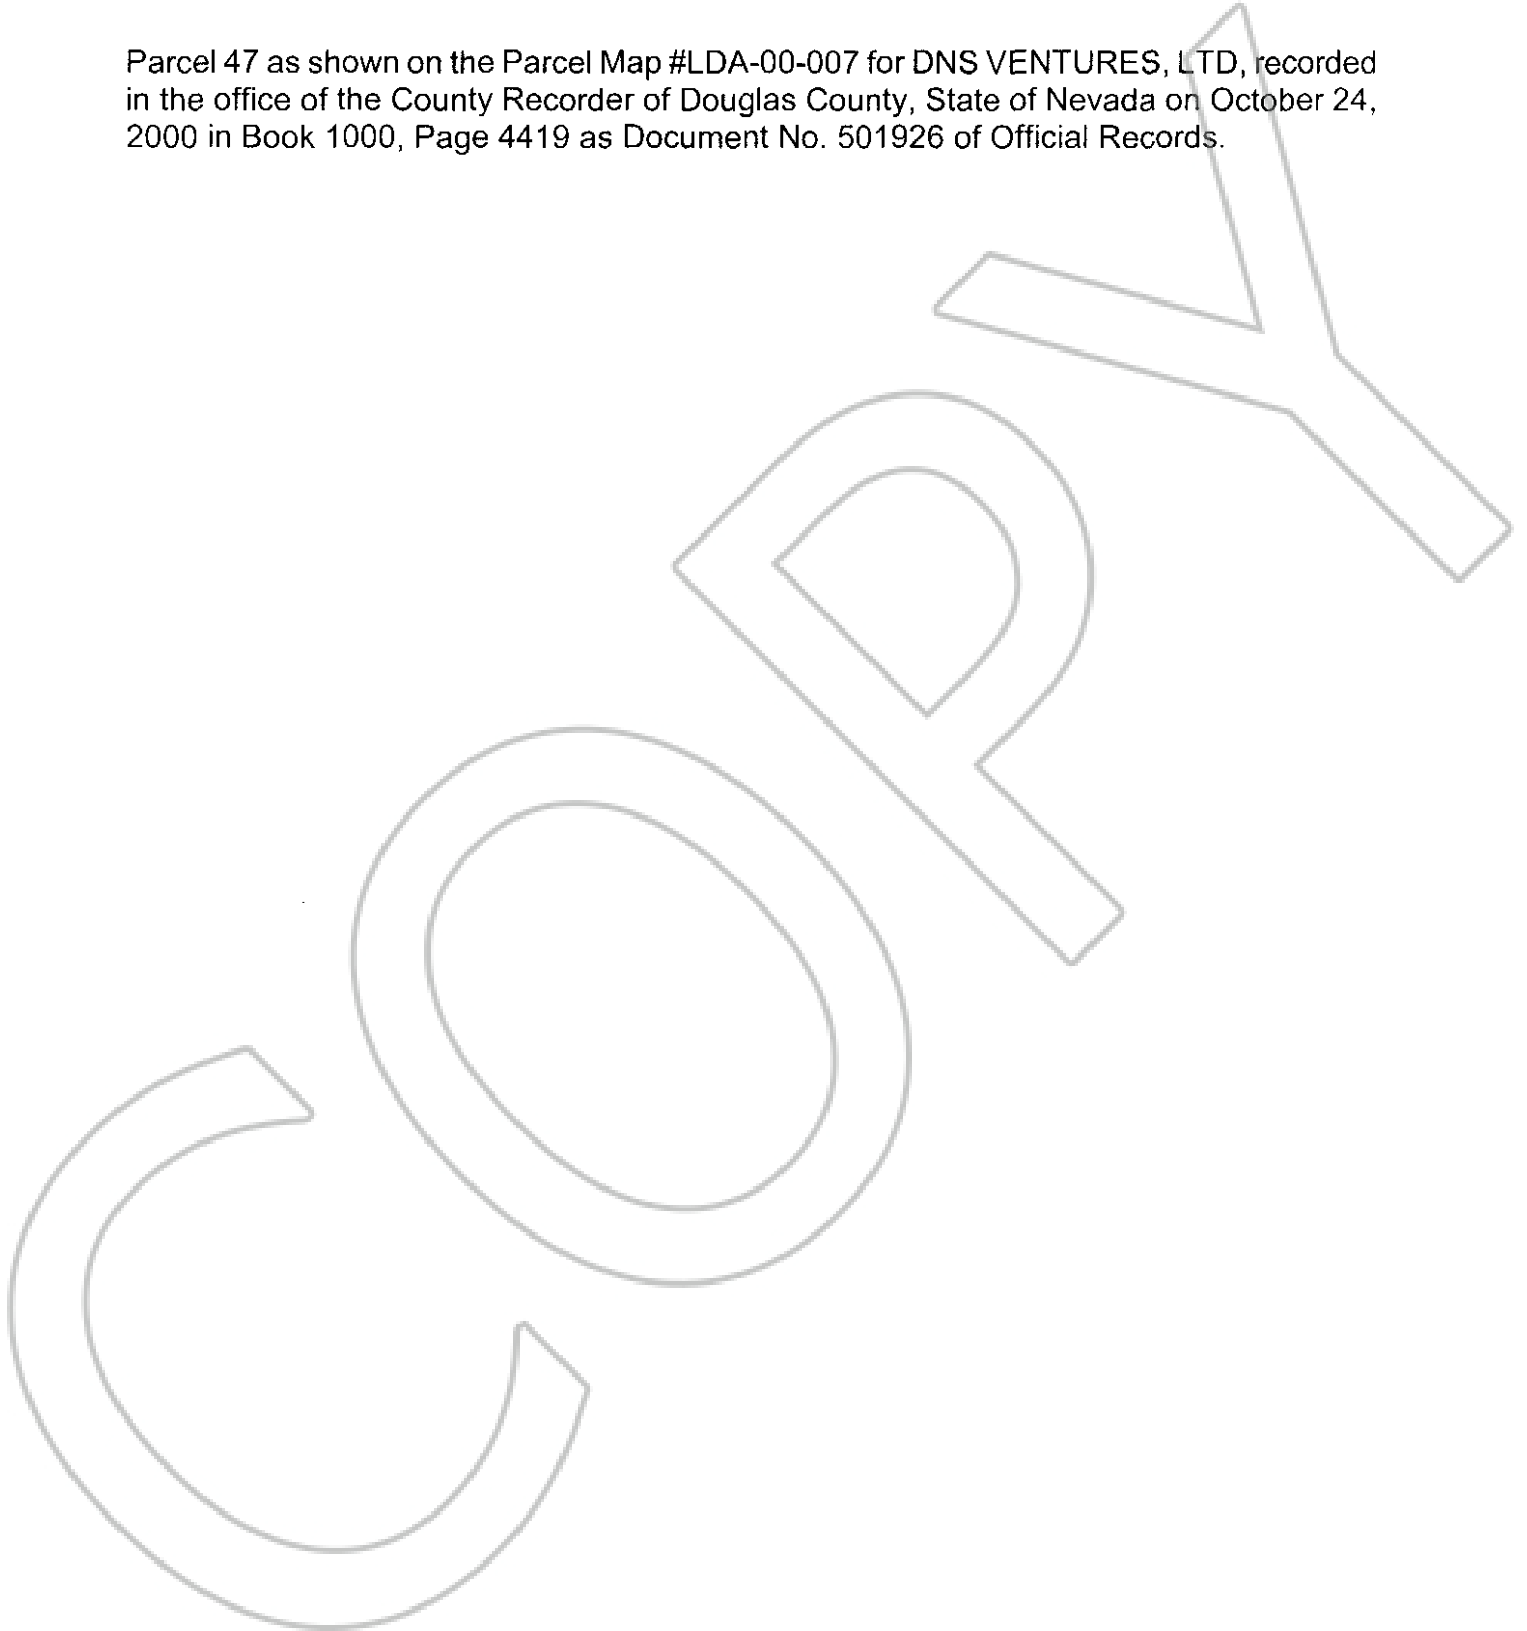 Parcel 47 as shown on the Parcel Map #LDA-00-007 for DNS VENTURES, LTD, recorded
in the office of the County Recorder of Douglas County, State of Nevada on October 24,
2000 in Book 1000, Page 4419 as Document No. 501926 of Official Records.
COPY